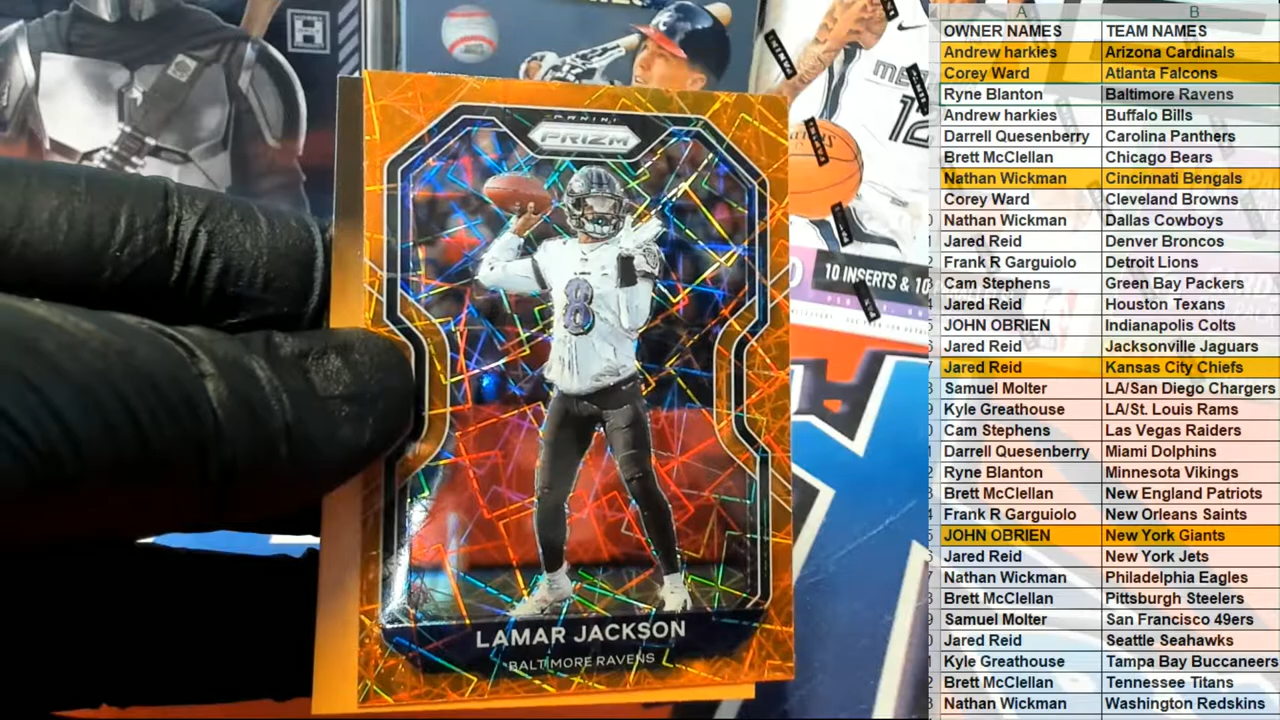 PANINI
PRIZM
8
LAMAR JACKSON
BALTIMORE RAVENS
12
10 INSERTS & 10
A B
OWNER NAMES TEAM NAMES
Andrew harkies Arizona Cardinals
Corey Ward Atlanta Falcons
Ryne Blanton Baltimore Ravens
Andrew harkies Buffalo Bills
Darrell Quesenberry Carolina Panthers
Brett McClellan Chicago Bears
Nathan Wickman Cincinnati Bengals
Corey Ward Cleveland Browns
Nathan Wickman Dallas Cowboys
Jared Reid Denver Broncos
Frank R Garguiolo Detroit Lions
Cam Stephens Green Bay Packers
Jared Reid Houston Texans
JOHN OBRIEN Indianapolis Colts
Jared Reid Jacksonville Jaguars
Jared Reid Kansas City Chiefs
Samuel Molter LA/San Diego Chargers
Kyle Greathouse LA/St. Louis Rams
Cam Stephens Las Vegas Raiders
Darrell Quesenberry Miami Dolphins
Ryne Blanton Minnesota Vikings
Brett McClellan New England Patriots
Frank R Garguiolo New Orleans Saints
JOHN OBRIEN New York Giants
Jared Reid New York Jets
Nathan Wickman Philadelphia Eagles
Brett McClellan Pittsburgh Steelers
Samuel Molter San Francisco 49ers
Jared Reid Seattle Seahawks
Kyle Greathouse Tampa Bay Buccaneers
Brett McClellan Tennessee Titans
Nathan Wickman Washington Redskins